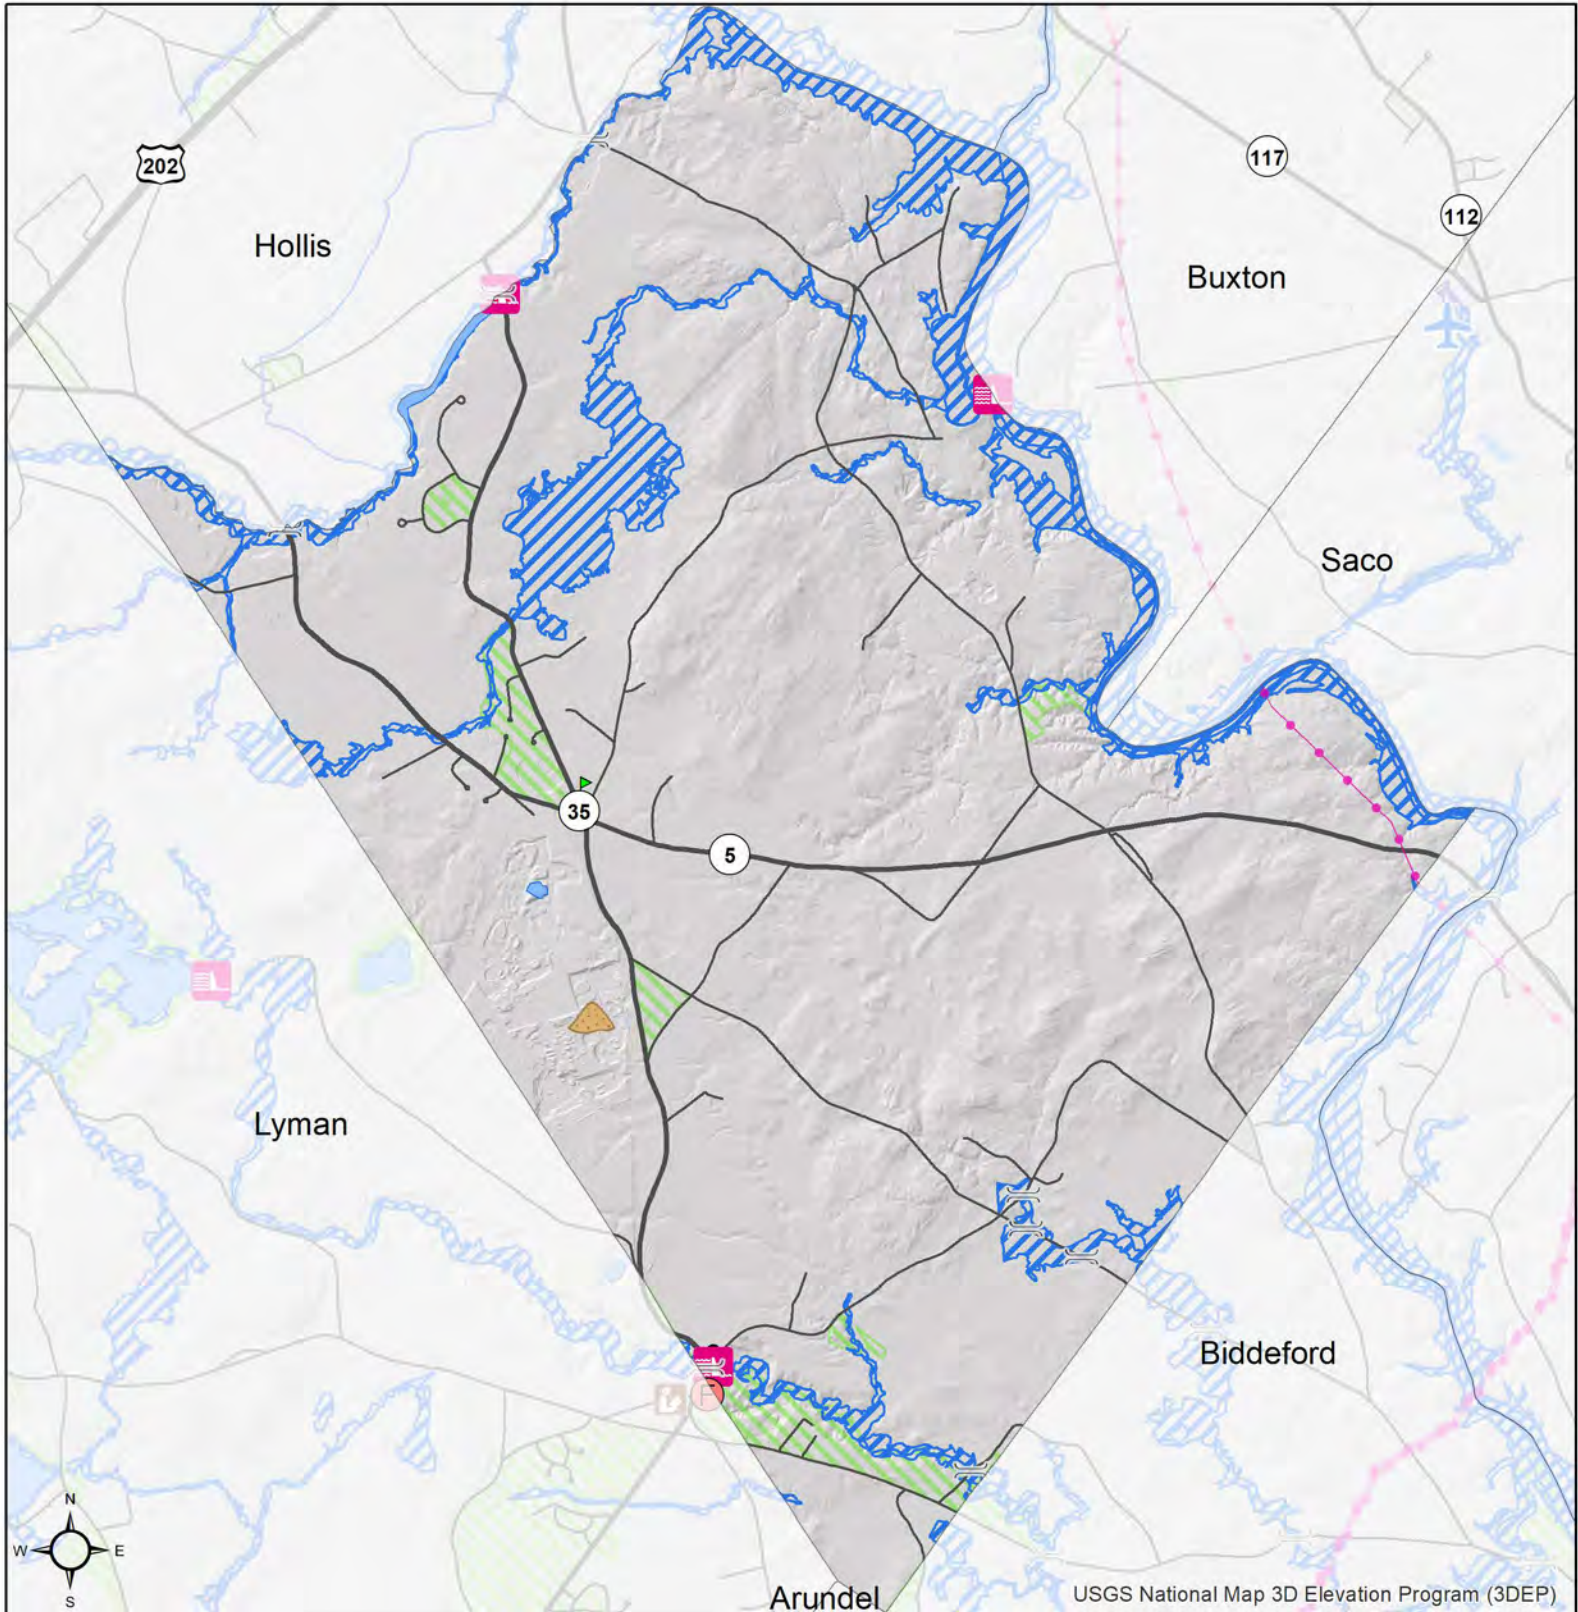 202
117
112
Hollis
Buxton
Saco
35
5
Lyman
Biddeford
F
N
W
E
S
Arundel
USGS National Map 3D Elevation Program (3DEP)